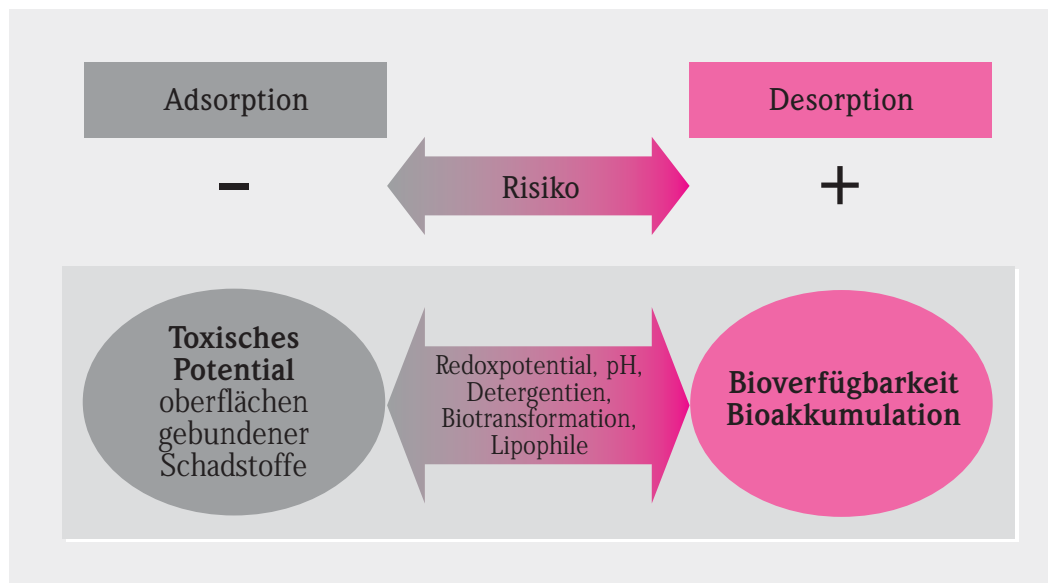 Adsorption
Desorption
–
Risiko
+
Toxisches
Potential
oberflächen
gebundener
Schadstoffe
Redoxpotential, pH,
Detergentien,
Biotransformation,
Lipophile
Bioverfügbarkeit
Bioakkumulation